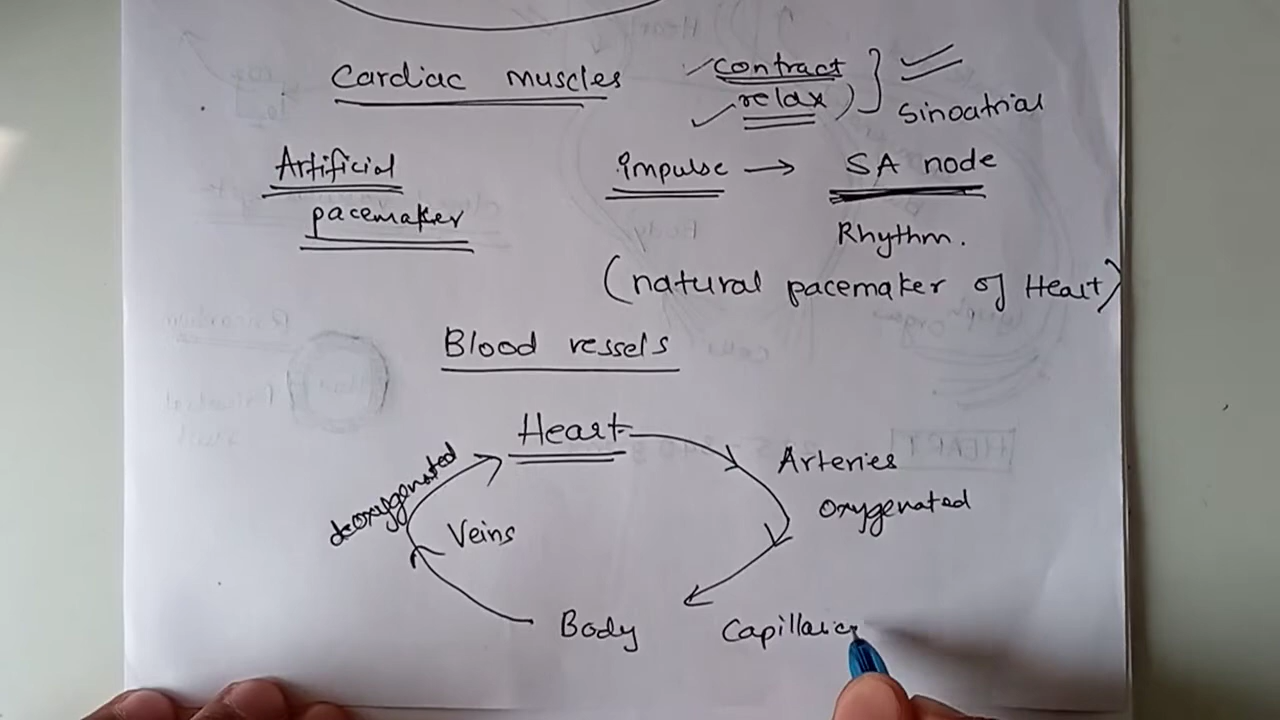 Cardiac muscles
contract
relax
Sinoatrial
Artificial
pacemaker
impulse → SA node
Rhythm.
(natural pacemaker of Heart)
Blood vessels
Heart
Arteries
oxygenated
deoxygenated
Veins
Body
Capillaries